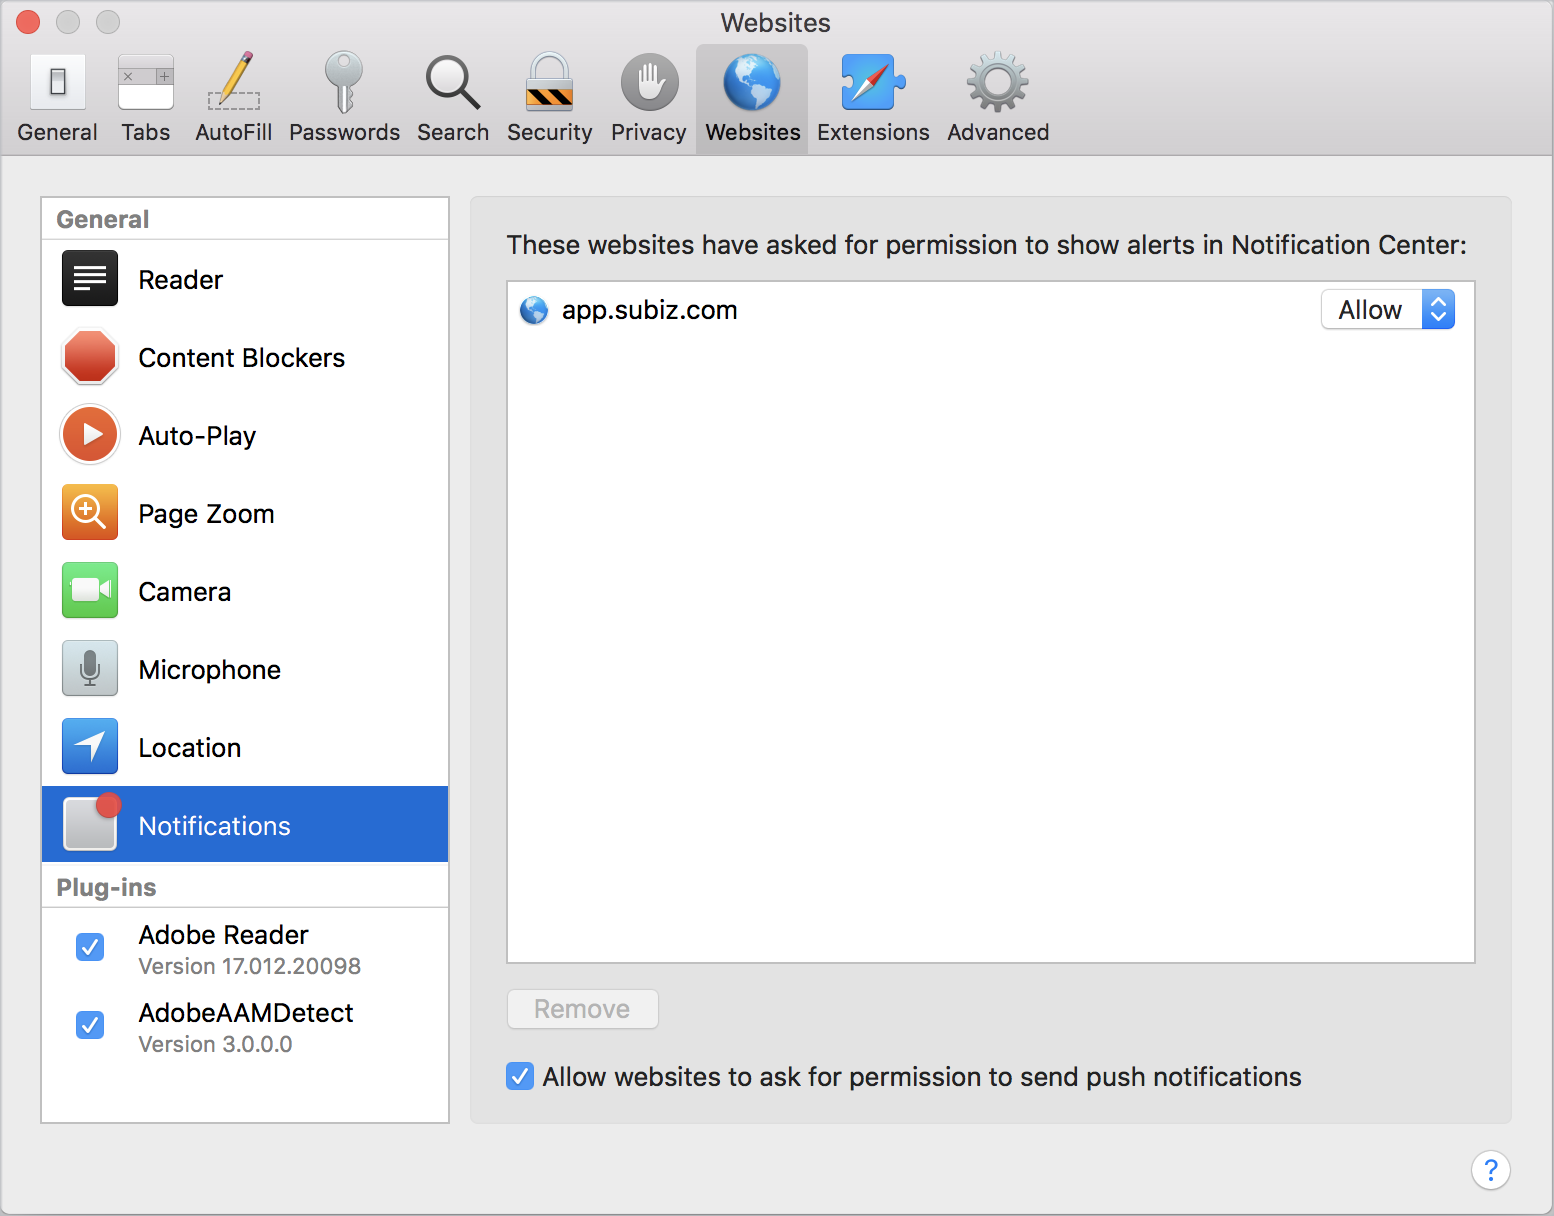 Websites
General
Tabs
AutoFill
Passwords
Search
Security
Privacy
Websites
Extensions
Advanced
General
Reader
Content Blockers
Auto-Play
Page Zoom
Camera
Microphone
Location
Notifications
Plug-ins
Adobe Reader
Version 17.012.20098
AdobeAAMDetect
Version 3.0.0.0
These websites have asked for permission to show alerts in Notification Center:
app.subiz.com
Allow
Remove
Allow websites to ask for permission to send push notifications
?